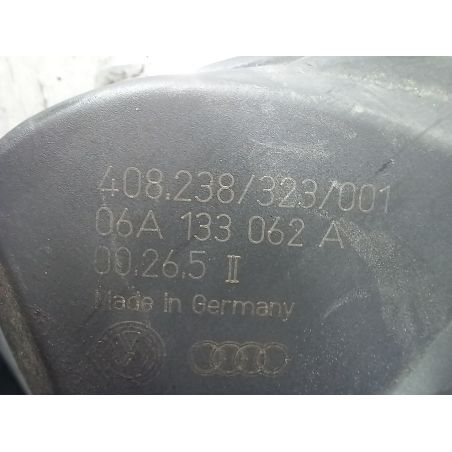 408.238/323/001
06A 133 062 A
00.26.5 II
Made in Germany